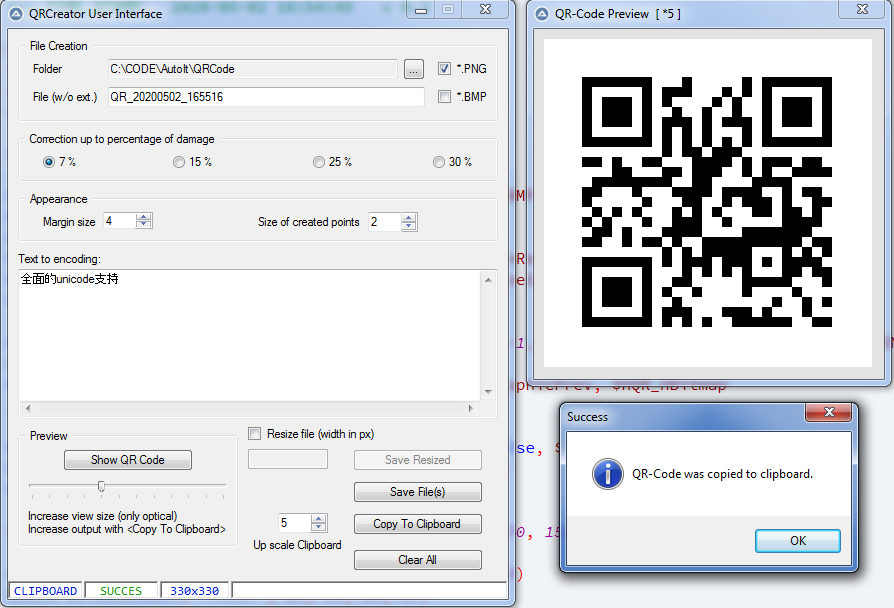 QRCreator User Interface
File Creation
Folder C:\CODE\AutoIt\QRCode ... *.PNG
File (w/o ext.) QR_20200502_165516 *.BMP
Correction up to percentage of damage
7 % 15 % 25 % 30 %
Appearance
Margin size 4 Size of created points 2
Text to encoding:
全面的unicode支持
Preview
Show QR Code
Increase view size (only optical)
Increase output with <Copy To Clipboard>
Resize file (width in px)
Save Resized
Save File(s)
5 Copy To Clipboard
Up scale Clipboard
Clear All
CLIPBOARD SUCCES 330x330
QR-Code Preview [ *5 ]
Success
QR-Code was copied to clipboard.
OK